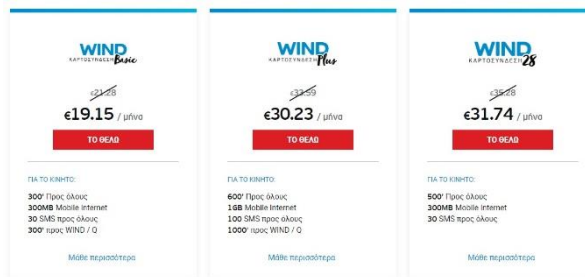 WIND
ΚΑΡΤΟΣΥΝΔΕΣΗ Basic
€21.28
€19.15 / μήνα
ΤΟ ΘΕΛΩ
ΓΙΑ ΤΟ ΚΙΝΗΤΟ:
300' Προς όλους
300MB Mobile Internet
30 SMS προς όλους
300' προς WIND / Q
Μάθε περισσότερα
WIND
ΚΑΡΤΟΣΥΝΔΕΣΗ Plus
€33.59
€30.23 / μήνα
ΤΟ ΘΕΛΩ
ΓΙΑ ΤΟ ΚΙΝΗΤΟ:
600' Προς όλους
1GB Mobile Internet
100 SMS προς όλους
1000' προς WIND / Q
Μάθε περισσότερα
WIND
ΚΑΡΤΟΣΥΝΔΕΣΗ 28
€35.28
€31.74 / μήνα
ΤΟ ΘΕΛΩ
ΓΙΑ ΤΟ ΚΙΝΗΤΟ:
500' Προς όλους
300MB Mobile Internet
30 SMS προς όλους
Μάθε περισσότερα